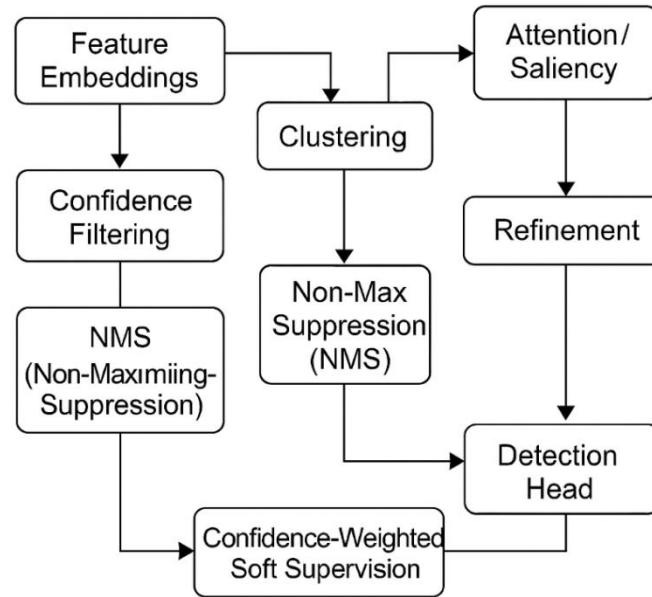 Feature
Embeddings
Clustering
Attention/
Saliency
Confidence
Filtering
Refinement
NMS
(Non-Maximiing-
Suppression)
Non-Max
Suppression
(NMS)
Detection
Head
Confidence-Weighted
Soft Supervision